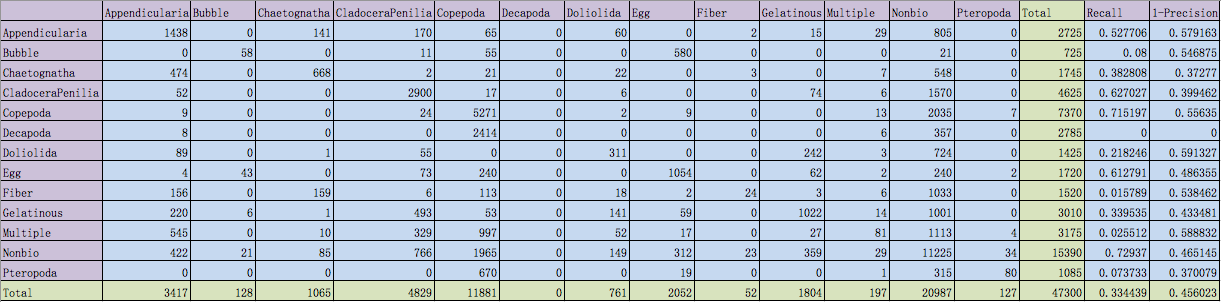 Appendicularia Bubble Chaetognatha CladoceraPenilia Copepoda Decapoda Doliolida Egg Fiber Gelatinous Multiple Nonbio Pteropoda Total Recall 1-Precision
Appendicularia 1438 0 141 170 65 0 60 0 2 15 29 805 0 2725 0.527706 0.579163
Bubble 0 58 0 11 55 0 0 580 0 0 0 21 0 725 0.08 0.546875
Chaetognatha 474 0 668 2 21 0 22 0 3 0 7 548 0 1745 0.382808 0.37277
CladoceraPenilia 52 0 0 2900 17 0 6 0 0 74 6 1570 0 4625 0.627027 0.399462
Copepoda 9 0 0 24 5271 0 2 9 0 0 13 2035 7 7370 0.715197 0.55635
Decapoda 8 0 0 0 2414 0 0 0 0 0 6 357 0 2785 0 0
Doliolida 89 0 1 55 0 0 311 0 0 242 3 724 0 1425 0.218246 0.591327
Egg 4 43 0 73 240 0 0 1054 0 62 2 240 2 1720 0.612791 0.486355
Fiber 156 0 159 6 113 0 18 2 24 3 6 1033 0 1520 0.015789 0.538462
Gelatinous 220 6 1 493 53 0 141 59 0 1022 14 1001 0 3010 0.339535 0.433481
Multiple 545 0 10 329 997 0 52 17 0 27 81 1113 4 3175 0.025512 0.588832
Nonbio 422 21 85 766 1965 0 149 312 23 359 29 11225 34 15390 0.72937 0.465145
Pteropoda 0 0 0 0 670 0 0 19 0 0 1 315 80 1085 0.073733 0.370079
Total 3417 128 1065 4829 11881 0 761 2052 52 1804 197 20987 127 47300 0.334439 0.456023